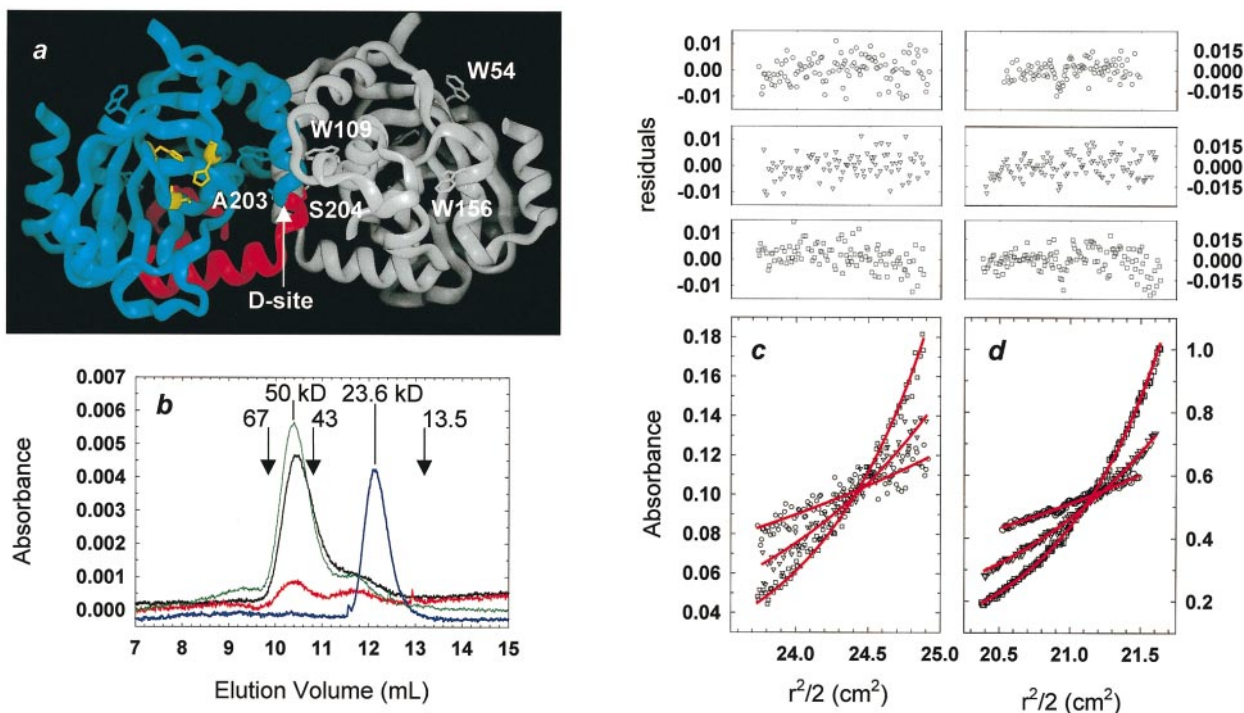 a
W54
W109
A203
S204
W156
D-site
0.007
0.006
0.005
0.004
0.003
0.002
0.001
0.000
Absorbance
b
50 kD
23.6 kD
67
43
13.5
7 8 9 10 11 12 13 14 15
Elution Volume (mL)
residuals
0.01
0.00
-0.01
0.015
0.000
-0.015
0.01
0.00
-0.01
0.015
0.000
-0.015
0.01
0.00
-0.01
0.015
0.000
-0.015
c
0.18
0.16
0.14
0.12
0.10
0.08
0.06
0.04
Absorbance
24.0 24.5 25.0
r²/2 (cm²)
d
1.0
0.8
0.6
0.4
0.2
20.5 21.0 21.5
r²/2 (cm²)